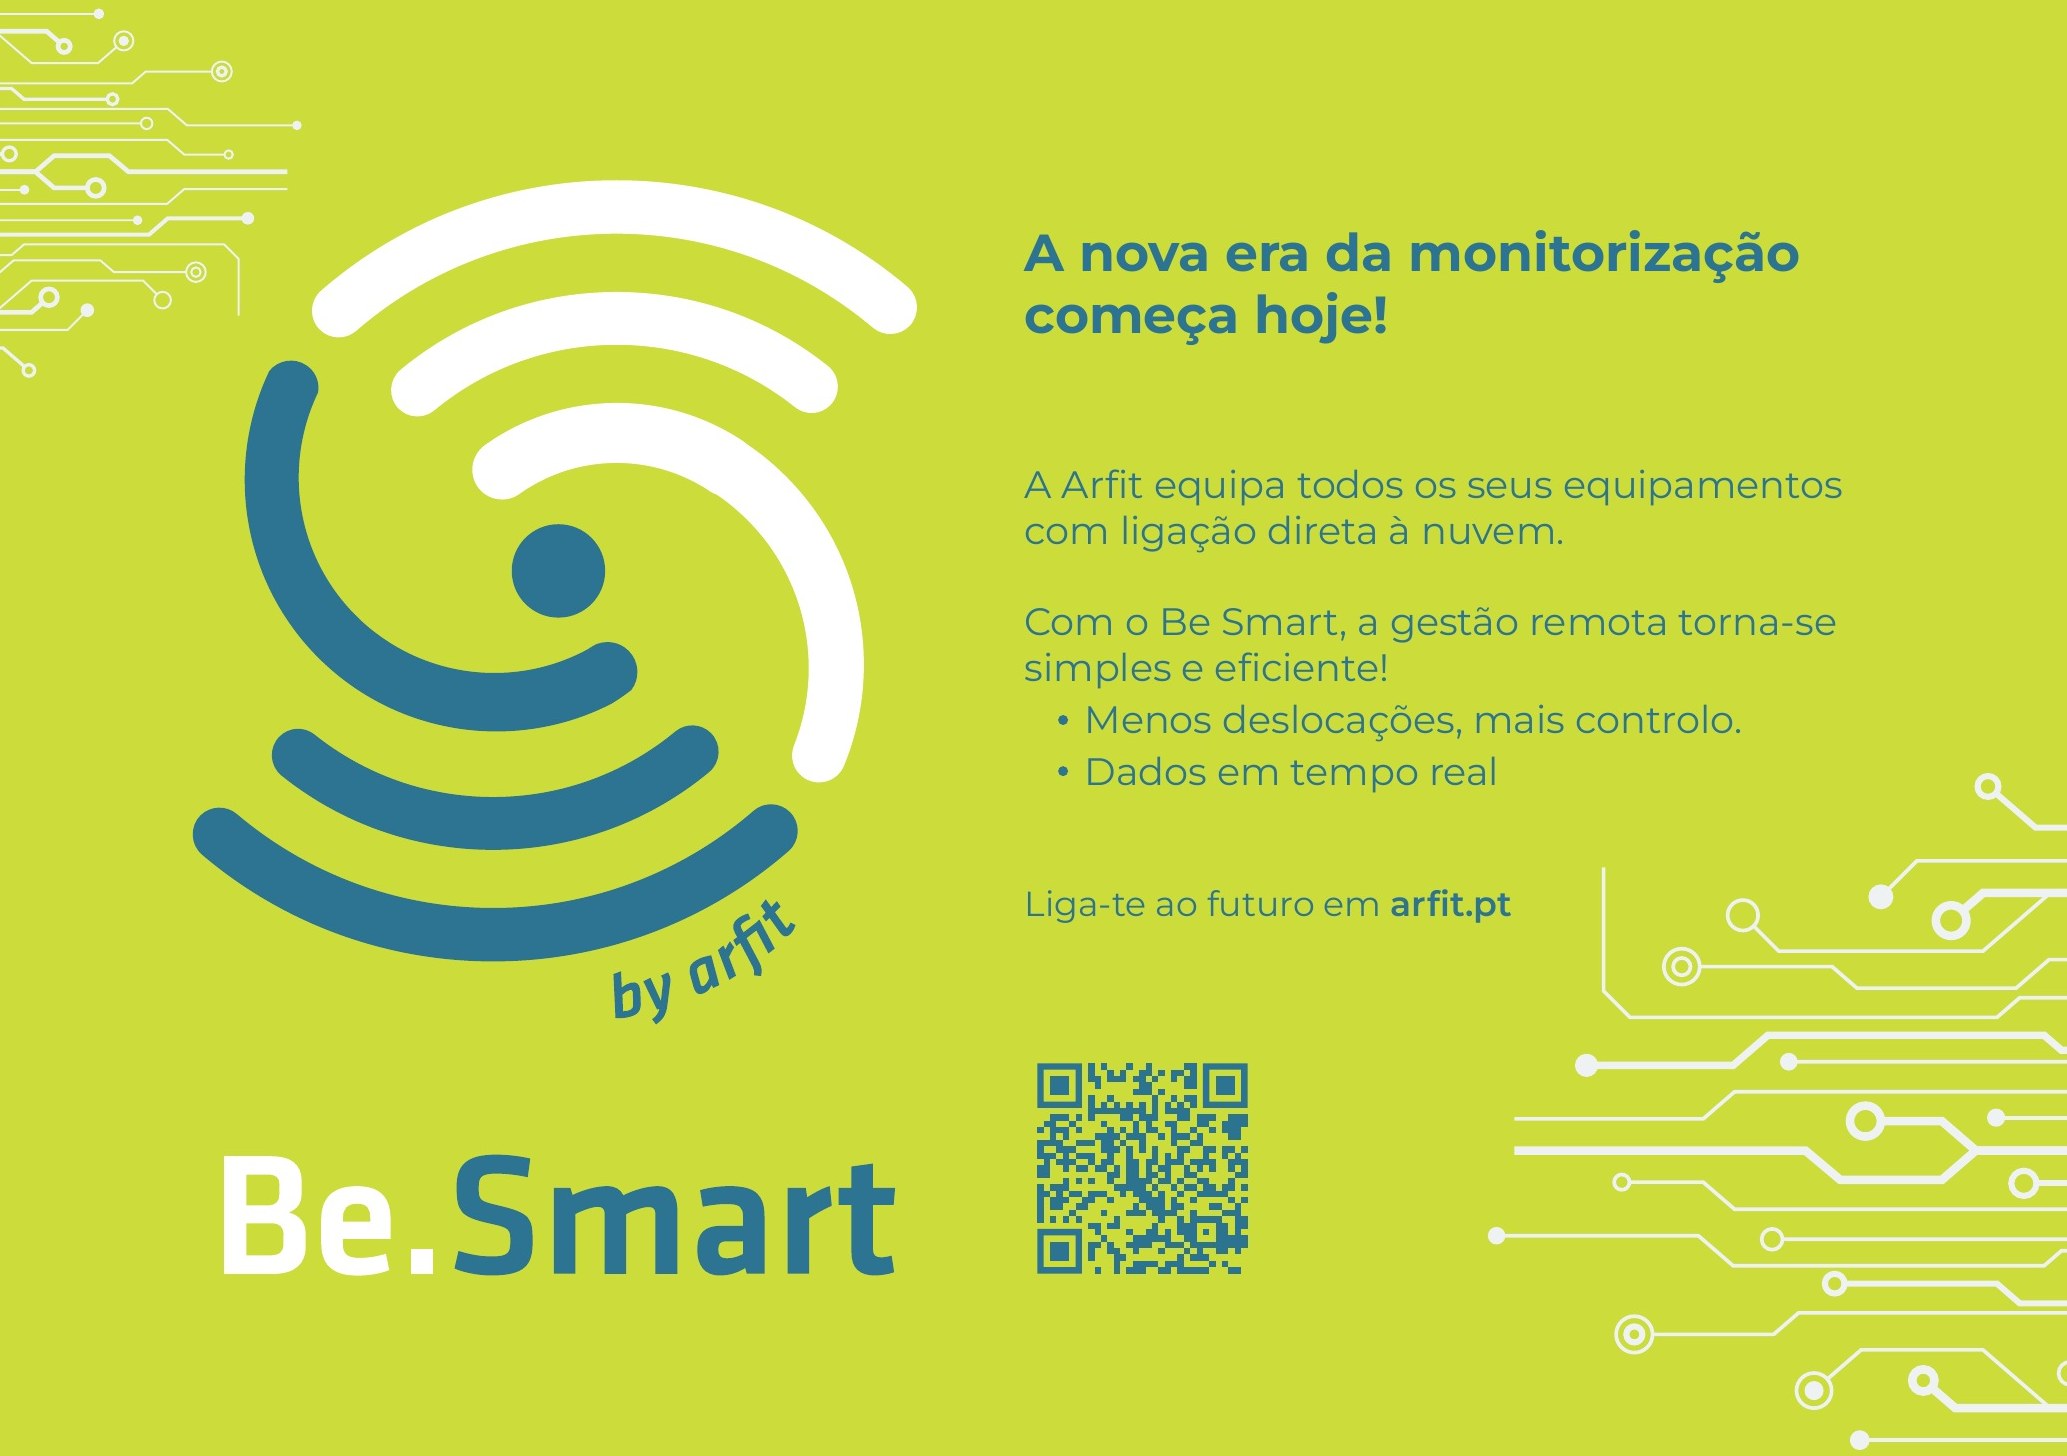 A nova era da monitorização
começa hoje!
A Arfit equipa todos os seus equipamentos
com ligação direta à nuvem.
Com o Be Smart, a gestão remota torna-se
simples e eficiente!
• Menos deslocações, mais controlo.
• Dados em tempo real
Liga-te ao futuro em arfit.pt
by arfit
Be.Smart